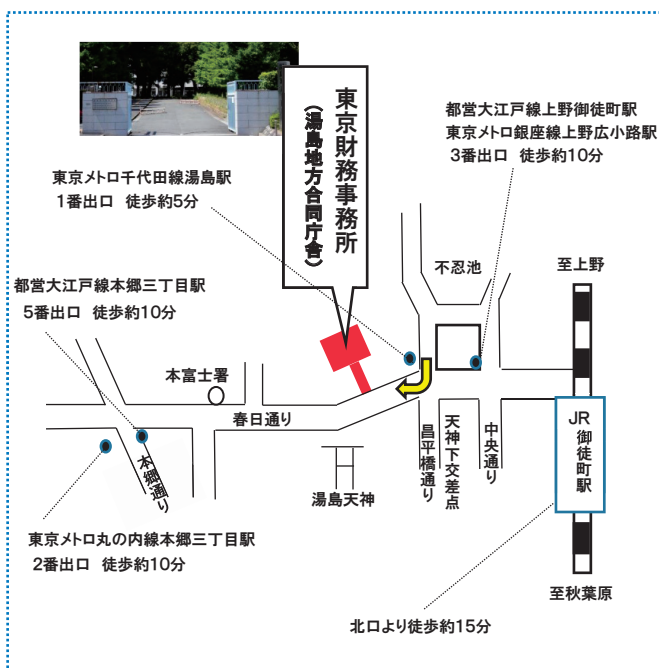 東京財務事務所
（湯島地方合同庁舎）
都営大江戸線上野御徒町駅
東京メトロ銀座線上野広小路駅
3番出口 徒歩約10分
東京メトロ千代田線湯島駅
1番出口 徒歩約5分
不忍池
至上野
都営大江戸線本郷三丁目駅
5番出口 徒歩約10分
本富士署
春日通り
JR
御徒町駅
昌平橋通り
天神下交差点
中央通り
本郷通り
湯島天神
東京メトロ丸の内線本郷三丁目駅
2番出口 徒歩約10分
至秋葉原
北口より徒歩約15分